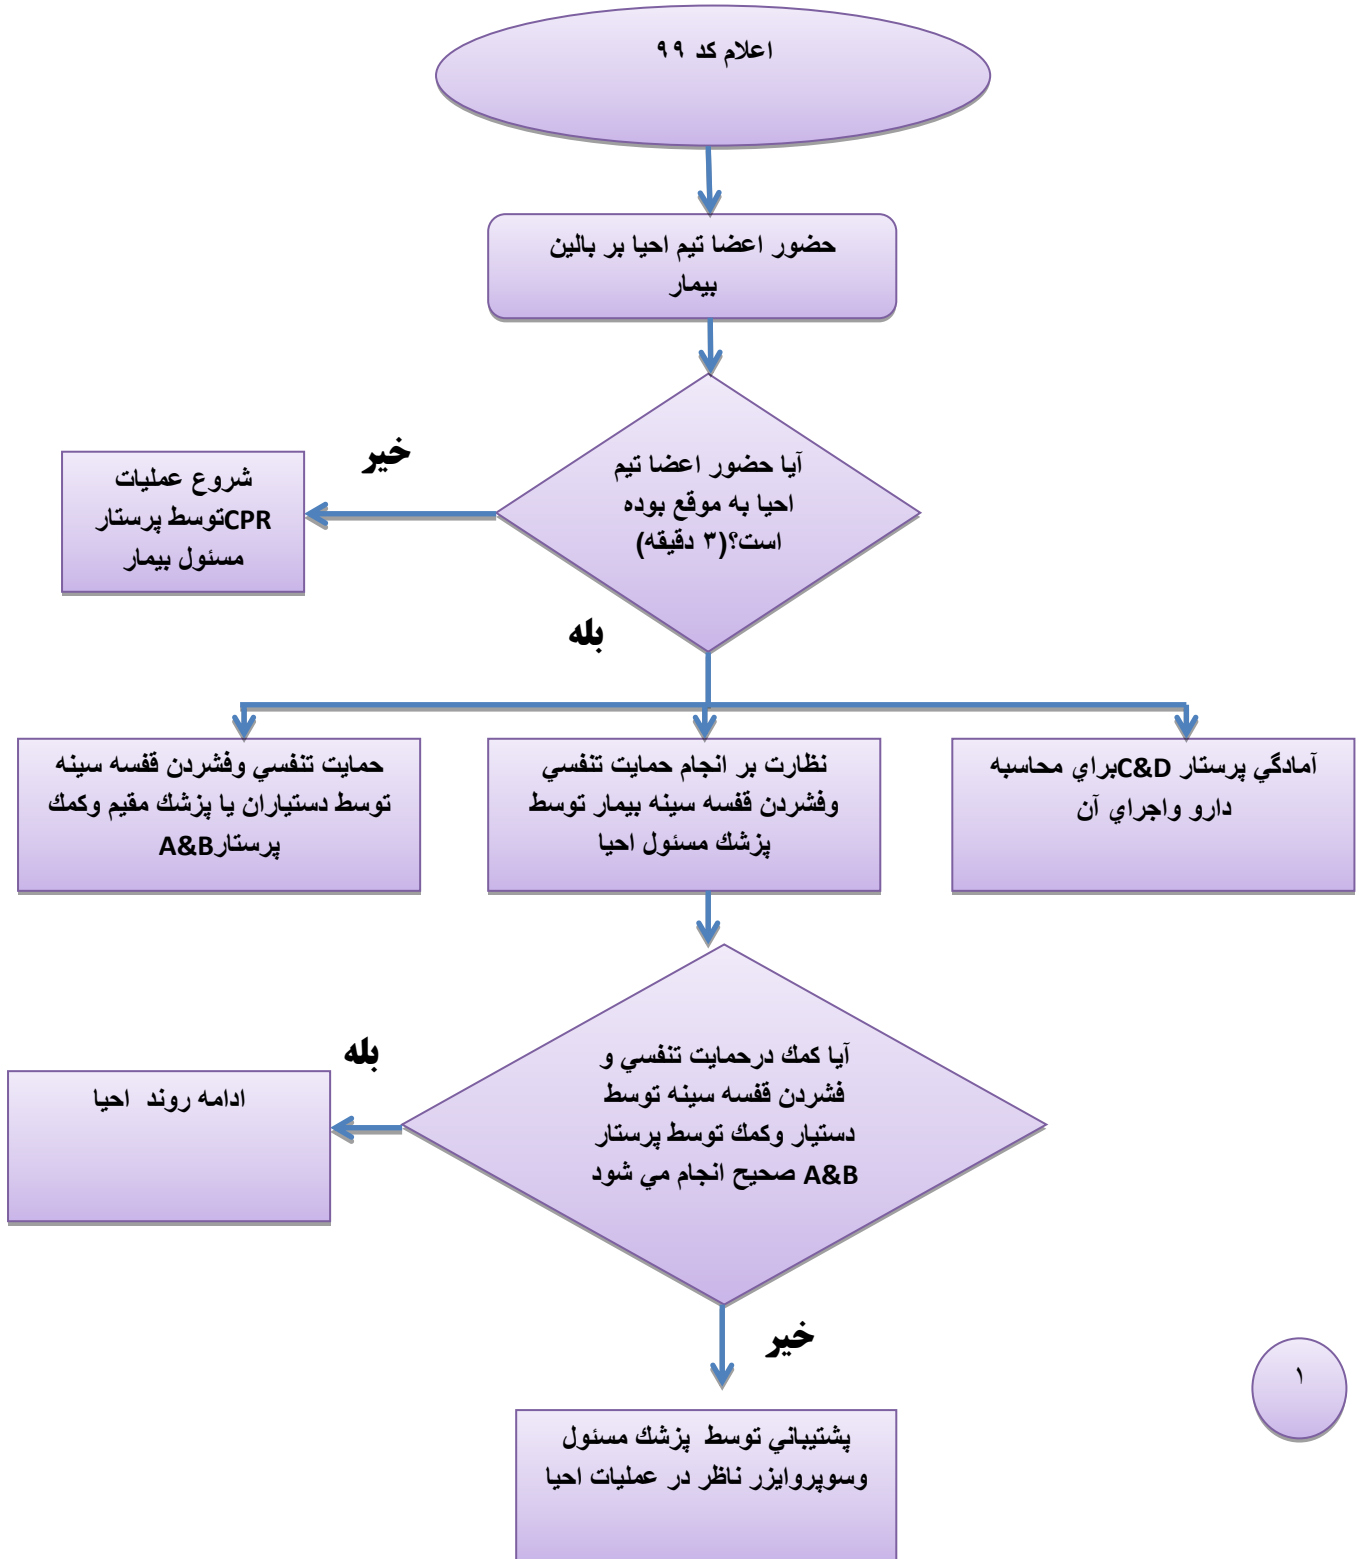 اعلام كد ۹۹
حضور اعضا تيم احيا بر بالين
بيمار
آيا حضور اعضا تيم
احيا به موقع بوده
است؟(۳ دقيقه)
خير
شروع عمليات
CPRتوسط پرستار
مسئول بيمار
بله
آمادگي پرستار C&Dبراي محاسبه
دارو واجراي آن
نظارت بر انجام حمايت تنفسي
وفشردن قفسه سينه بيمار توسط
پزشك مسئول احيا
حمايت تنفسي وفشردن قفسه سينه
توسط دستياران يا پزشك مقيم وكمك
پرستارA&B
آيا كمك درحمايت تنفسي و
فشردن قفسه سينه توسط
دستيار وكمك توسط پرستار
A&B صحيح انجام مي شود
بله
ادامه روند احيا
خير
پشتيباني توسط پزشك مسئول
وسوپروايزر ناظر در عمليات احيا
۱